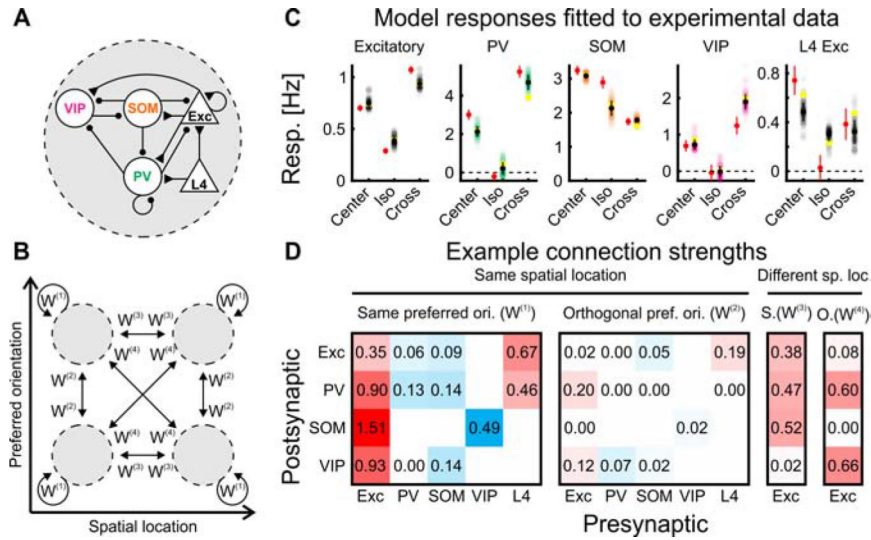 A
VIP
SOM
Exc
PV
L4
B
Preferred orientation
W(1) W(1)
W(3) W(3)
W(4) W(4)
W(2) W(2)
W(2) W(2)
W(4) W(4)
W(3) W(3)
W(1) W(1)
Spatial location
C Model responses fitted to experimental data
Excitatory PV SOM VIP L4 Exc
Resp. [Hz]
1 0
4 2 0
3 2 1 0
2 0
0.8 0.4 0
Center Iso Cross Center Iso Cross Center Iso Cross Center Iso Cross Center Iso Cross
D Example connection strengths
Same spatial location Different sp. loc.
Same preferred ori. (W(1)) Orthogonal pref. ori. (W(2)) S.(W(3)) O.(W(4))
Postsynaptic
Exc 0.35 0.06 0.09 0.67 0.02 0.00 0.05 0.19 0.38 0.08
PV 0.90 0.13 0.14 0.46 0.20 0.00 0.00 0.00 0.47 0.60
SOM 1.51 0.49 0.00 0.02 0.52 0.00
VIP 0.93 0.00 0.14 0.12 0.07 0.02 0.02 0.66
Exc PV SOM VIP L4 Exc PV SOM VIP L4 Exc Exc
Presynaptic